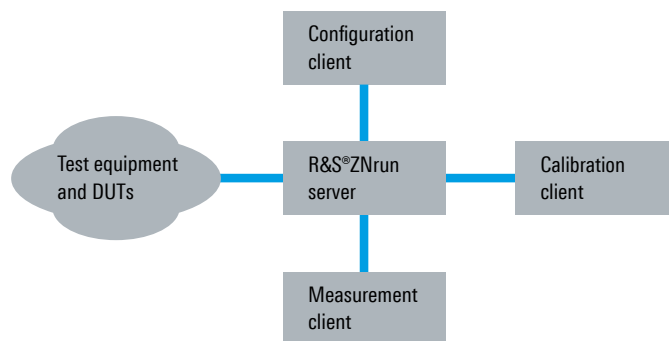 Configuration
client
Test equipment
and DUTs
R&S®ZNrun
server
Calibration
client
Measurement
client